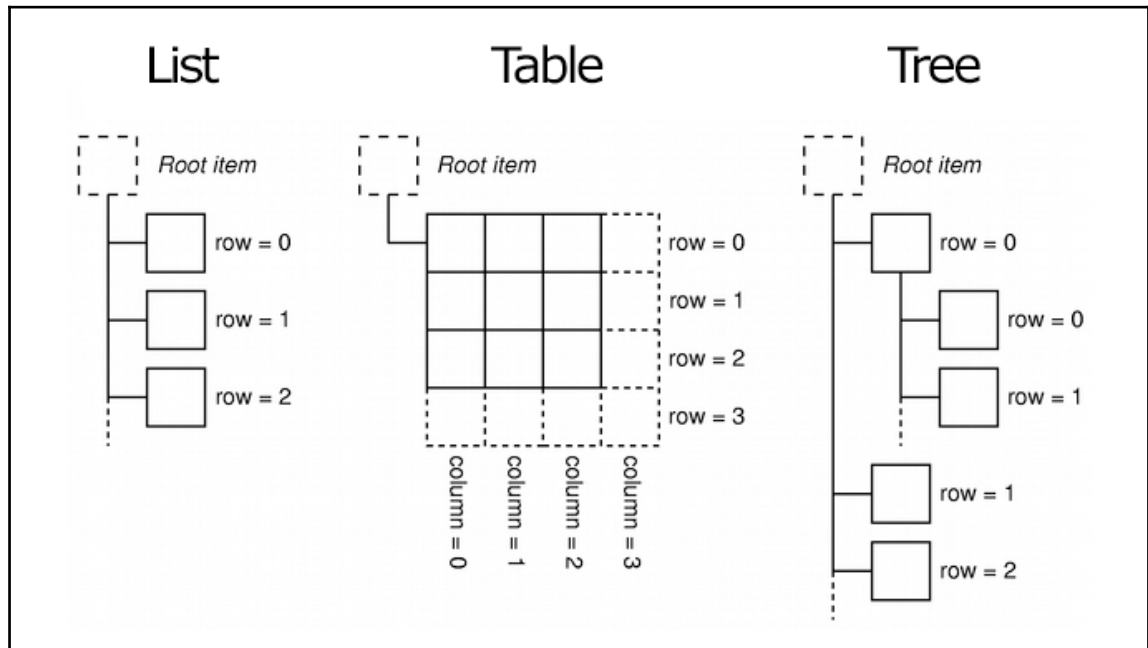 List
Root item
row = 0
row = 1
row = 2
Table
Root item
row = 0
row = 1
row = 2
row = 3
column = 0
column = 1
column = 2
column = 3
Tree
Root item
row = 0
row = 0
row = 1
row = 1
row = 2